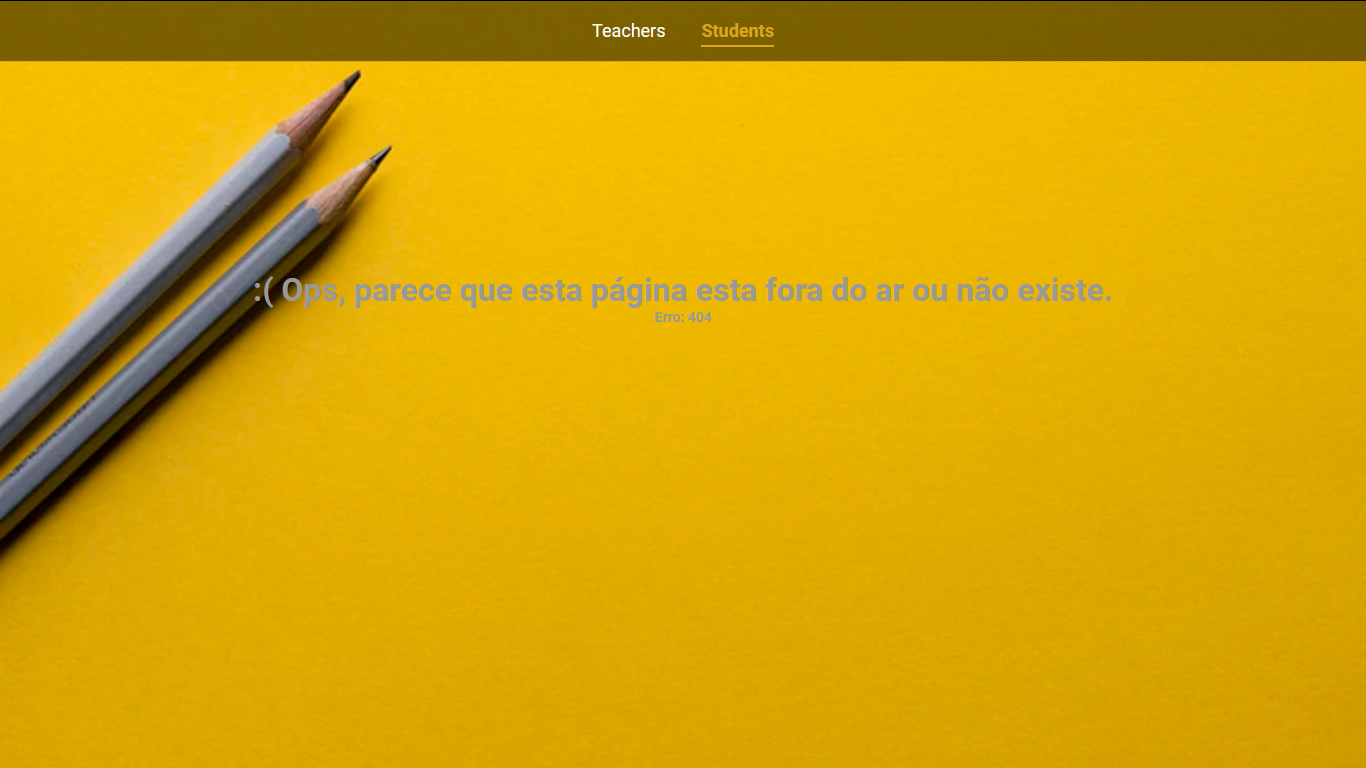 Teachers Students
:( Ops, parece que esta página esta fora do ar ou não existe.
Erro: 404